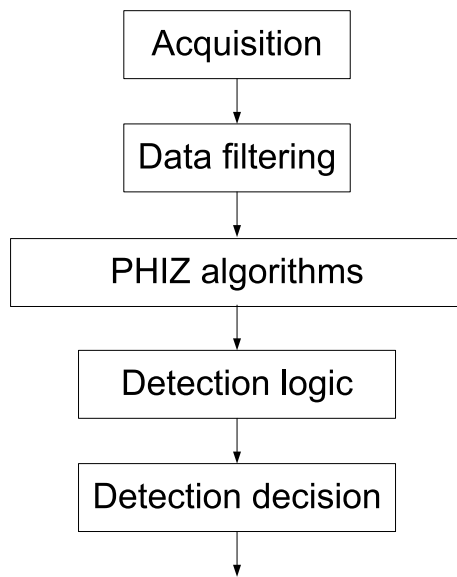 Acquisition
Data filtering
PHIZ algorithms
Detection logic
Detection decision